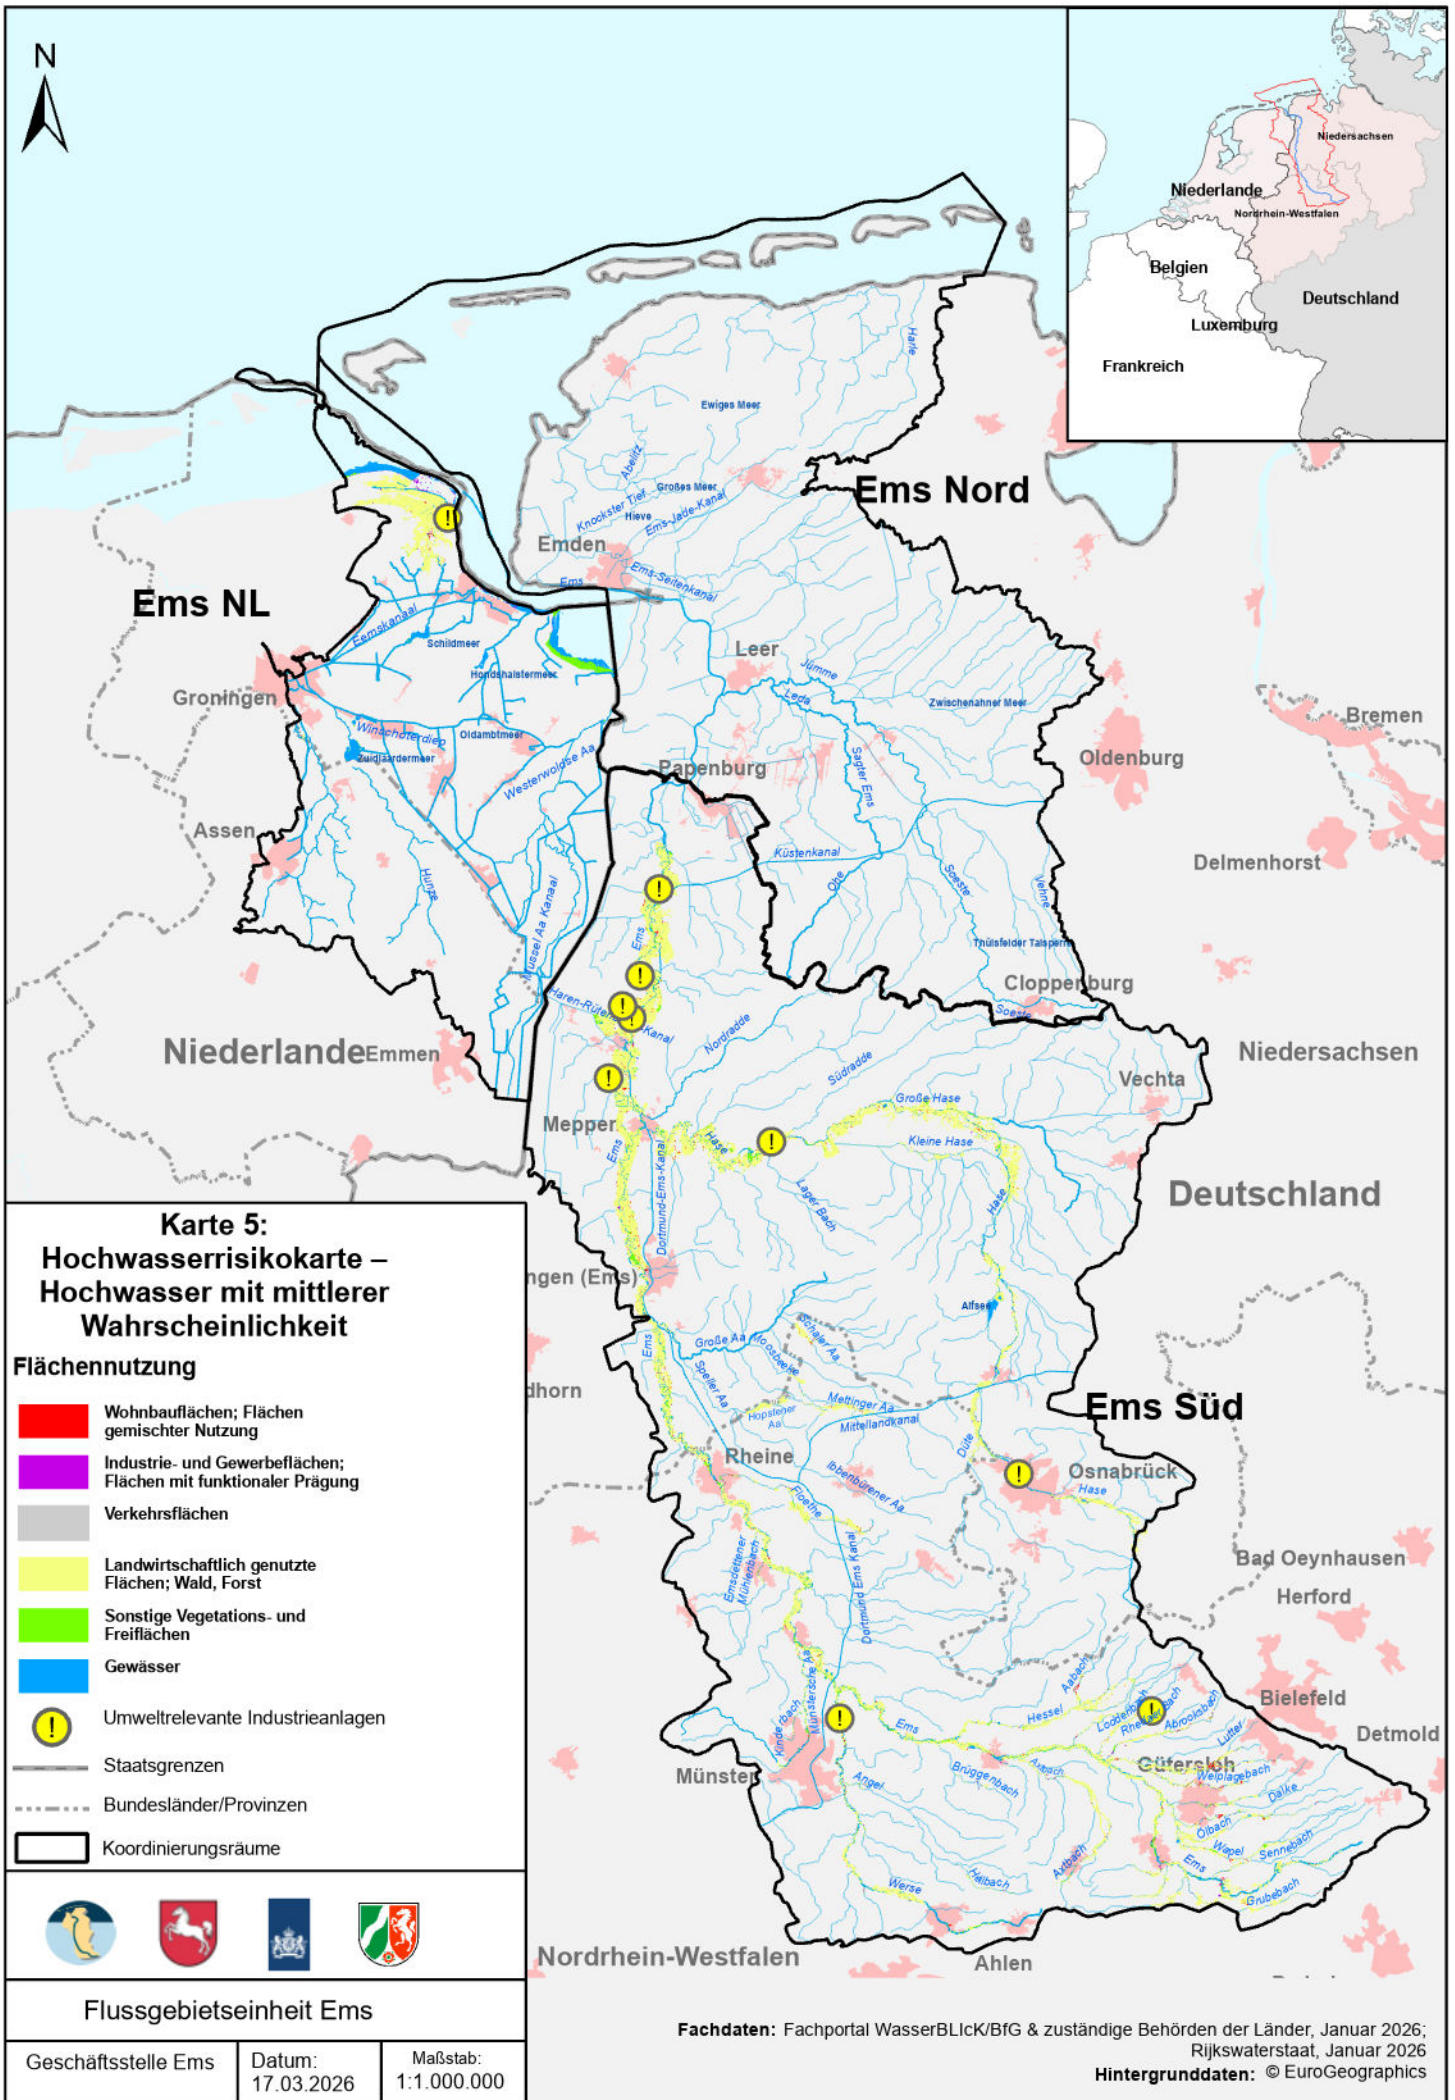 N
Niedersachsen
Niederlande
Nordrhein-Westfalen
Belgien
Deutschland
Luxemburg
Frankreich
Harle
Ewiges Meer
Abelitz
Großes Meer
Knockster Tief
Hieve
Ems-Jade-Kanal
Ems Nord
Emden
Ems
Ems-Seitenkanal
Ems NL
Eemskanaal
Schildmeer
Hondshalstermeer
Leer
Jümme
Leda
Zwischenahner Meer
Groningen
Winschoterdiep
Oldambtmeer
Zuidlaardermeer
Westerwoldse Aa
Sagter Ems
Bremen
Oldenburg
Papenburg
Assen
Küstenkanal
Ohe
Soeste
Vehne
Delmenhorst
Hunze
Mussel Aa Kanaal
Ems
Thülsfelder Talsperre
Cloppenburg
Soeste
Haren-Rüten
Kanal
Nordradde
Südradde
Niederlande
Emmen
Niedersachsen
Vechta
Große Hase
Kleine Hase
Meppen
Hase
Ems
Dortmund-Ems-Kanal
Lager Bach
Hase
Deutschland
ngen (Ems)
Alfsee
Ems
Große Aa
Moosbeeke
Schaler Aa
Speller Aa
dhorn
Hopstener
Aa
Mettinger Aa
Mittellandkanal
Ems Süd
Düte
Rheine
Ibbenbürener Aa
Osnabrück
Hase
Floethe
Emsdettener
Mühlenbach
Dortmund Ems Kanal
Bad Oeynhausen
Herford
Aabach
Münstersche Aa
Kinderbach
Ems
Hessel
Loddenbach
Abrooksbach
Lutter
Bielefeld
Detmold
Münster
Angel
Brüggenbach
Axtbach
Gütersloh
Welplagebach
Dalke
Ölbach
Wapel
Sennebach
Ems
Grubebach
Axtbach
Helbach
Werse
Nordrhein-Westfalen
Ahlen
Karte 5:
Hochwasserrisikokarte –
Hochwasser mit mittlerer
Wahrscheinlichkeit
Flächennutzung
Wohnbauflächen; Flächen
gemischter Nutzung
Industrie- und Gewerbeflächen;
Flächen mit funktionaler Prägung
Verkehrsflächen
Landwirtschaftlich genutzte
Flächen; Wald, Forst
Sonstige Vegetations- und
Freiflächen
Gewässer
! Umweltrelevante Industrieanlagen
Staatsgrenzen
Bundesländer/Provinzen
Koordinierungsräume
Flussgebietseinheit Ems
Geschäftsstelle Ems
Datum:
17.03.2026
Maßstab:
1:1.000.000
Fachdaten: Fachportal WasserBLIcK/BfG & zuständige Behörden der Länder, Januar 2026;
Rijkswaterstaat, Januar 2026
Hintergrunddaten: © EuroGeographics